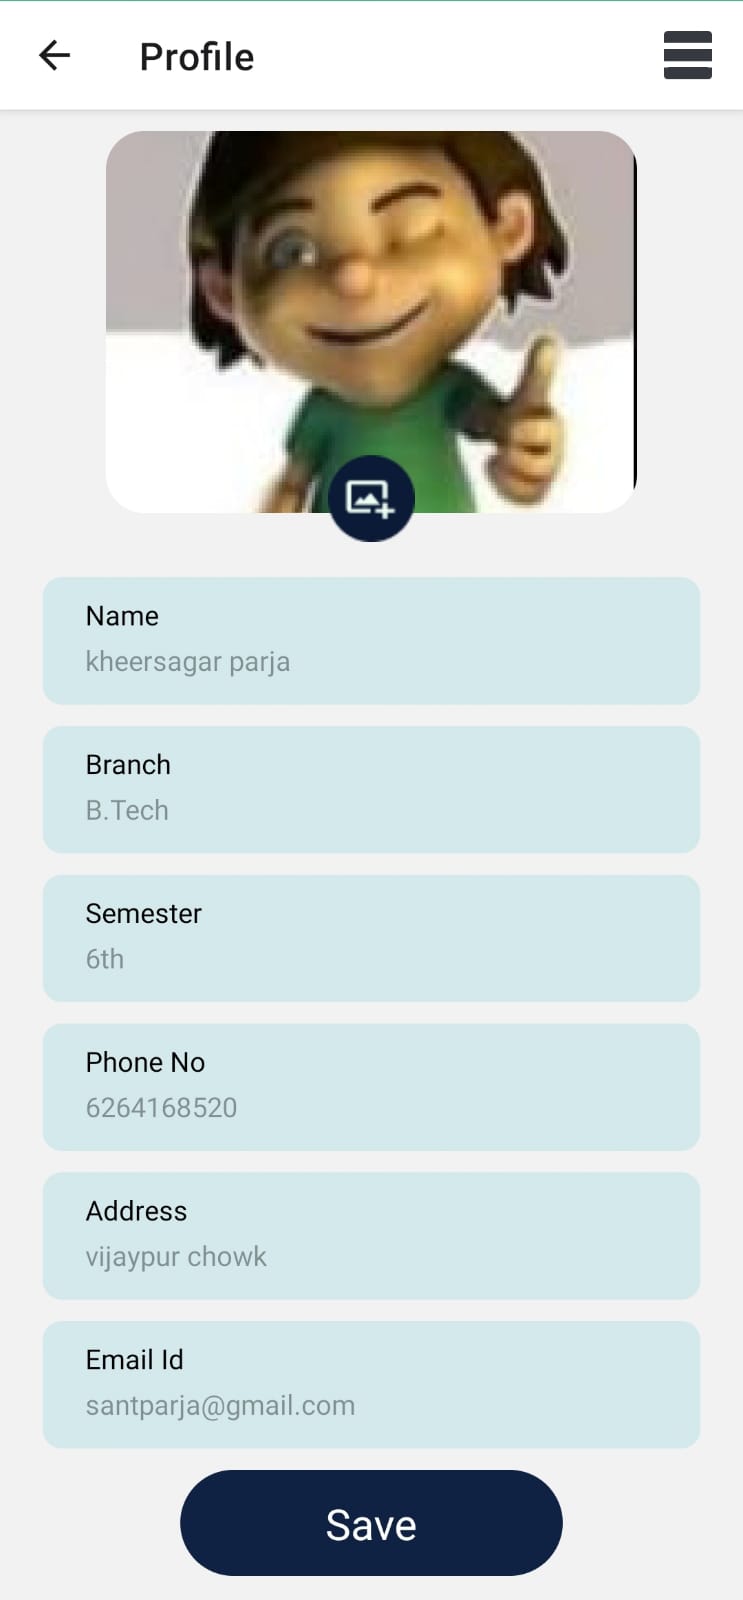 Profile
Name
kheersagar parja
Branch
B.Tech
Semester
6th
Phone No
6264168520
Address
vijaypur chowk
Email Id
santparja@gmail.com
Save